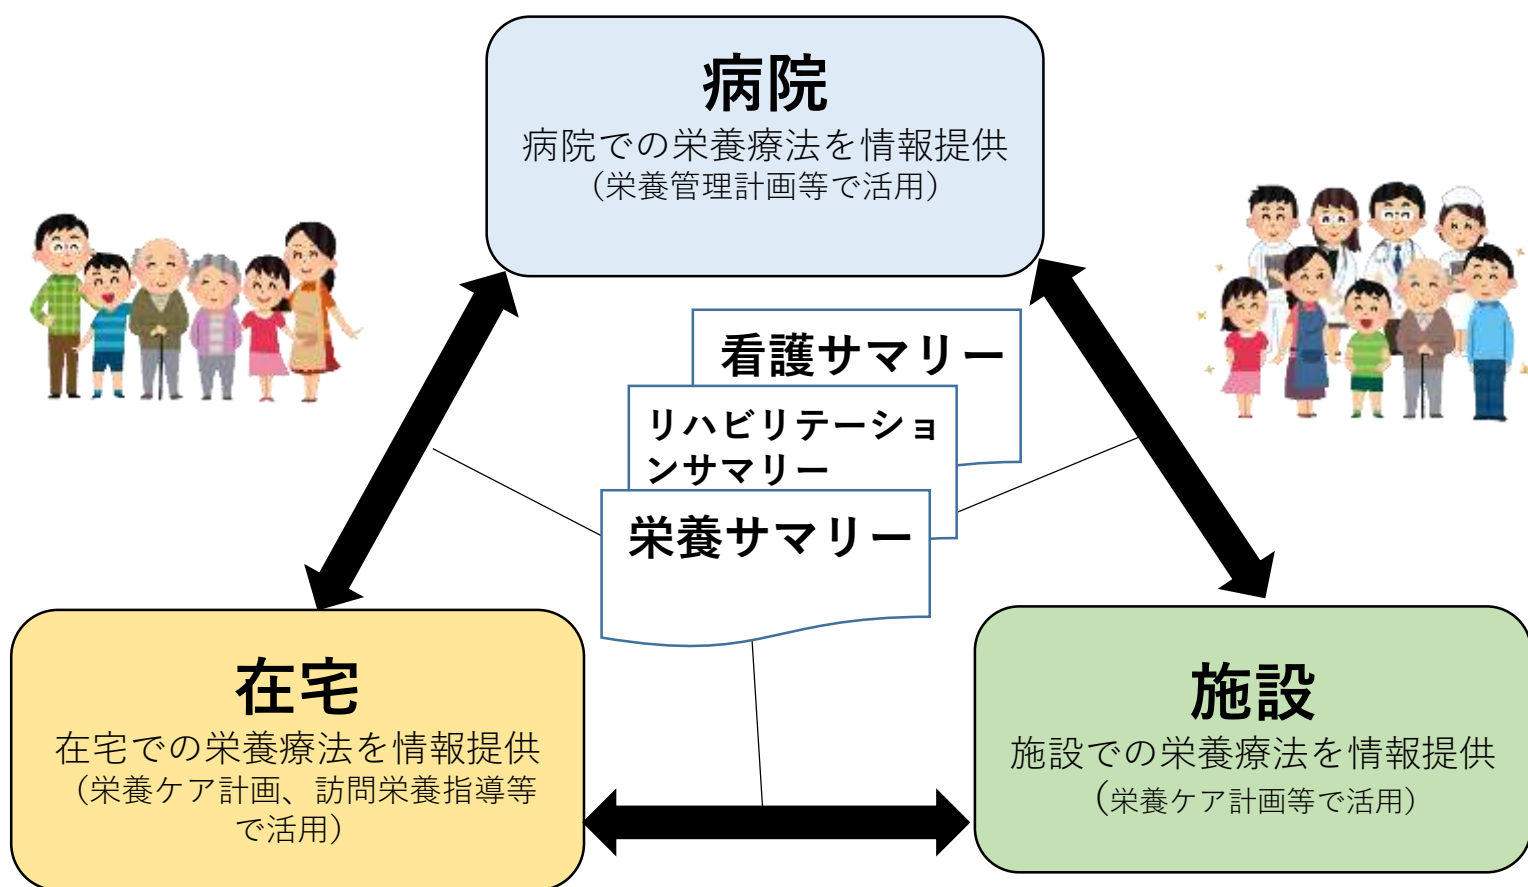 病院
病院での栄養療法を情報提供
（栄養管理計画等で活用）
看護サマリー
リハビリテーショ
ンサマリー
栄養サマリー
在宅
在宅での栄養療法を情報提供
（栄養ケア計画、訪問栄養指導等
で活用）
施設
施設での栄養療法を情報提供
（栄養ケア計画等で活用）